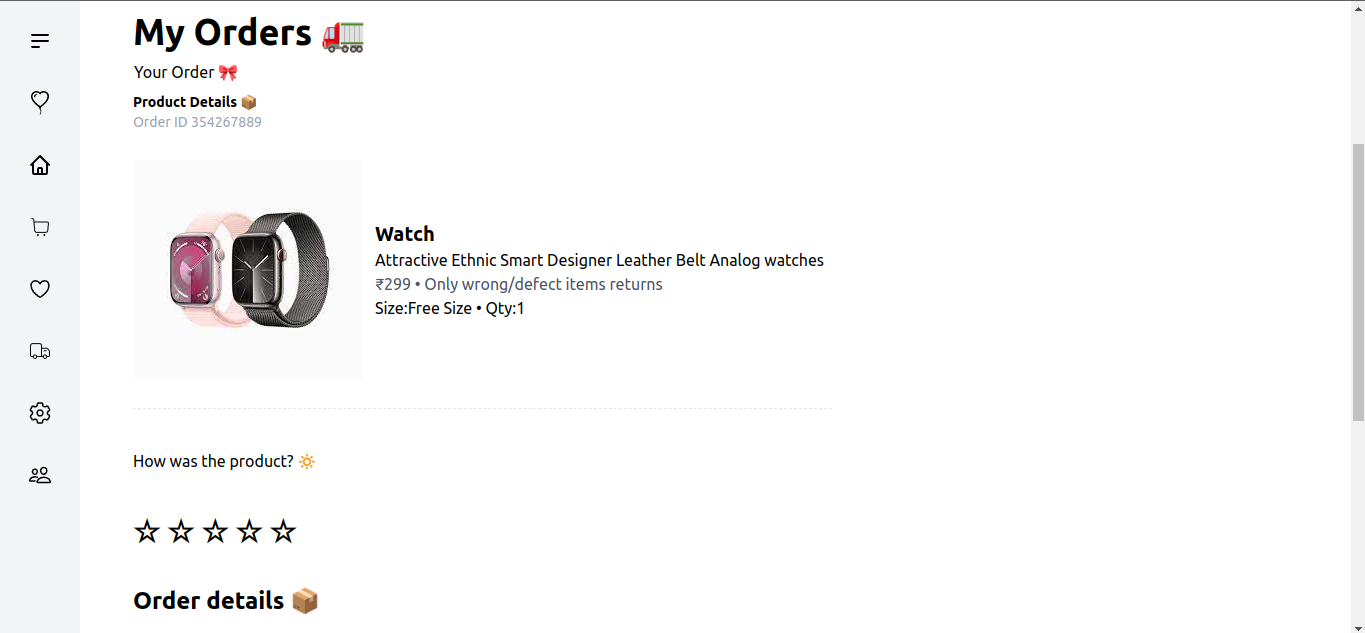 My Orders 🚛
Your Order 🎀
Product Details 📦
Order ID 354267889
Watch
Attractive Ethnic Smart Designer Leather Belt Analog watches
₹299 • Only wrong/defect items returns
Size:Free Size • Qty:1
How was the product? 🔅
☆ ☆ ☆ ☆ ☆
Order details 📦